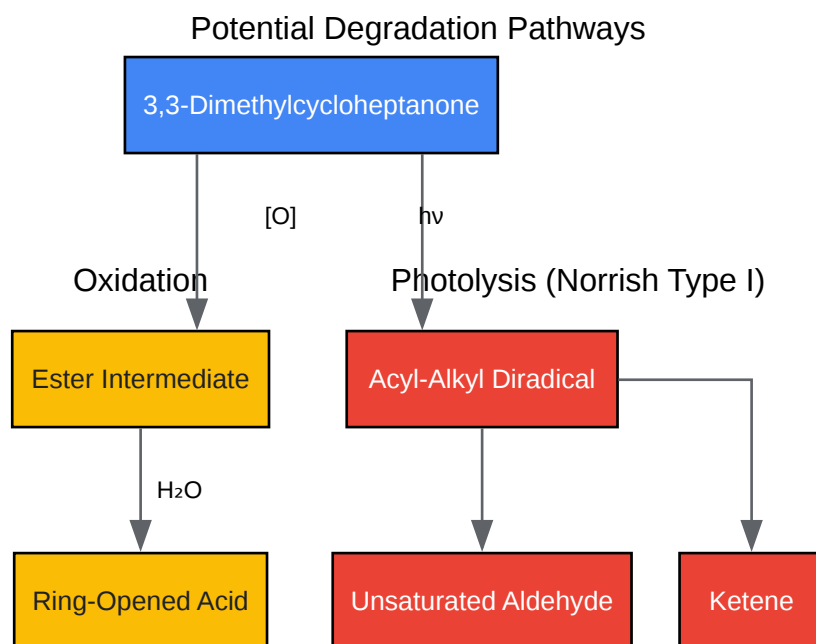 Potential Degradation Pathways
3,3-Dimethylcycloheptanone
[O]
hν
Oxidation
Photolysis (Norrish Type I)
Ester Intermediate
Acyl-Alkyl Diradical
H₂O
Ring-Opened Acid
Unsaturated Aldehyde
Ketene